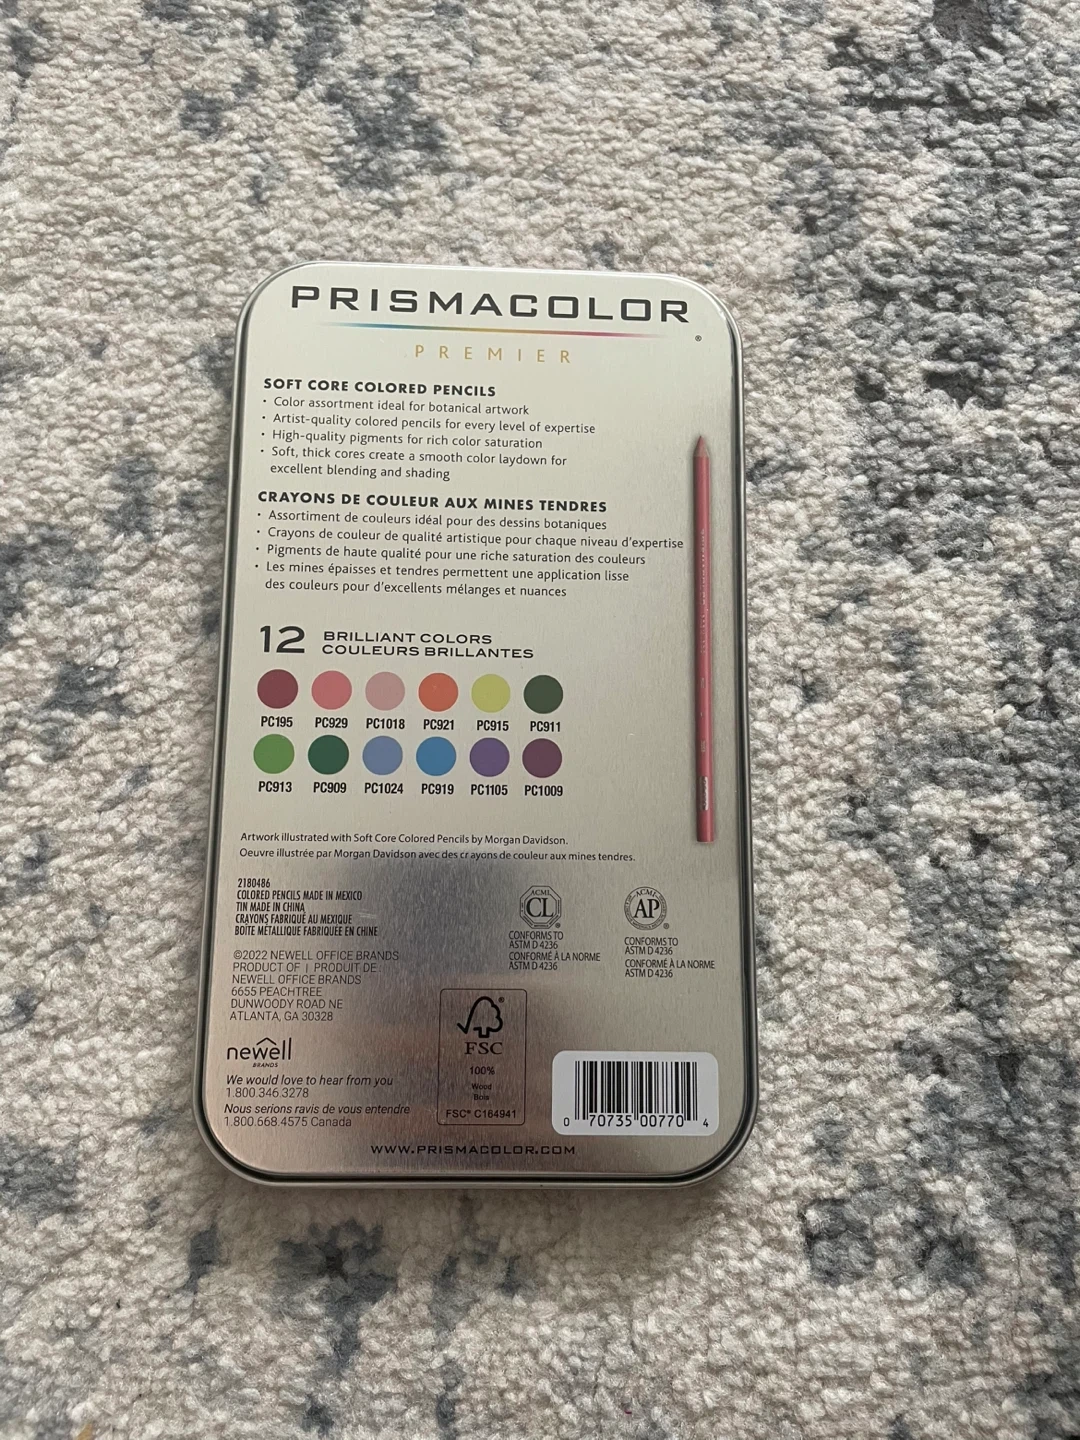 PRISMACOLOR®
PREMIER
SOFT CORE COLORED PENCILS
• Color assortment ideal for botanical artwork
• Artist-quality colored pencils for every level of expertise
• High-quality pigments for rich color saturation
• Soft, thick cores create a smooth color laydown for
excellent blending and shading
CRAYONS DE COULEUR AUX MINES TENDRES
• Assortiment de couleurs idéal pour des dessins botaniques
• Crayons de couleur de qualité artistique pour chaque niveau d'expertise
• Pigments de haute qualité pour une riche saturation des couleurs
• Les mines épaisses et tendres permettent une application lisse
des couleurs pour d'excellents mélanges et nuances
12 BRILLIANT COLORS
COULEURS BRILLANTES
PC195 PC929 PC1018 PC921 PC915 PC911
PC913 PC909 PC1024 PC919 PC1105 PC1009
Artwork illustrated with Soft Core Colored Pencils by Morgan Davidson.
Oeuvre illustrée par Morgan Davidson avec des crayons de couleur aux mines tendres.
2180486
COLORED PENCILS MADE IN MEXICO
TIN MADE IN CHINA
CRAYONS FABRIQUÉ AU MEXIQUE
BOÎTE MÉTALLIQUE FABRIQUÉE EN CHINE
©2022 NEWELL OFFICE BRANDS
PRODUCT OF | PRODUIT DE :
NEWELL OFFICE BRANDS
6655 PEACHTREE
DUNWOODY ROAD NE
ATLANTA, GA 30328
newell
BRANDS
We would love to hear from you
1.800.346.3278
Nous serions ravis de vous entendre
1.800.668.4575 Canada
ACMI
CL
CONFORMS TO
ASTM D 4236
CONFORMÉ À LA NORME
ASTM D 4236
ACMI
AP
CONFORMS TO
ASTM D 4236
CONFORMÉ À LA NORME
ASTM D 4236
FSC
100%
Wood
Bois
FSC® C164941
0 70735 00770 4
WWW.PRISMACOLOR.COM